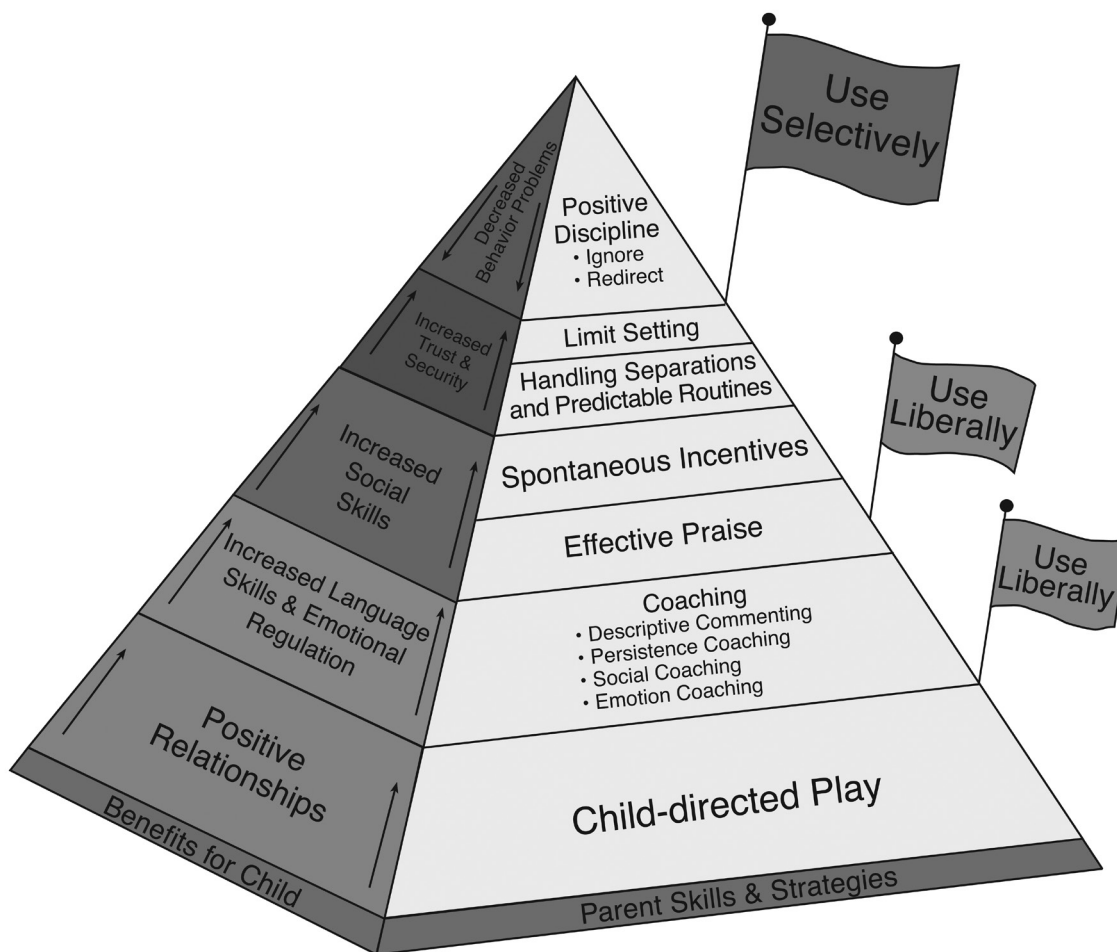 Use
Selectively
Decreased
Behavior Problems
Positive
Discipline
• Ignore
• Redirect
Increased
Trust &
Security
Limit Setting
Handling Separations
and Predictable Routines
Use
Liberally
Increased
Social
Skills
Spontaneous Incentives
Effective Praise
Use
Liberally
Increased Language
Skills & Emotional
Regulation
Coaching
• Descriptive Commenting
• Persistence Coaching
• Social Coaching
• Emotion Coaching
Positive
Relationships
Child-directed Play
Benefits for Child
Parent Skills & Strategies